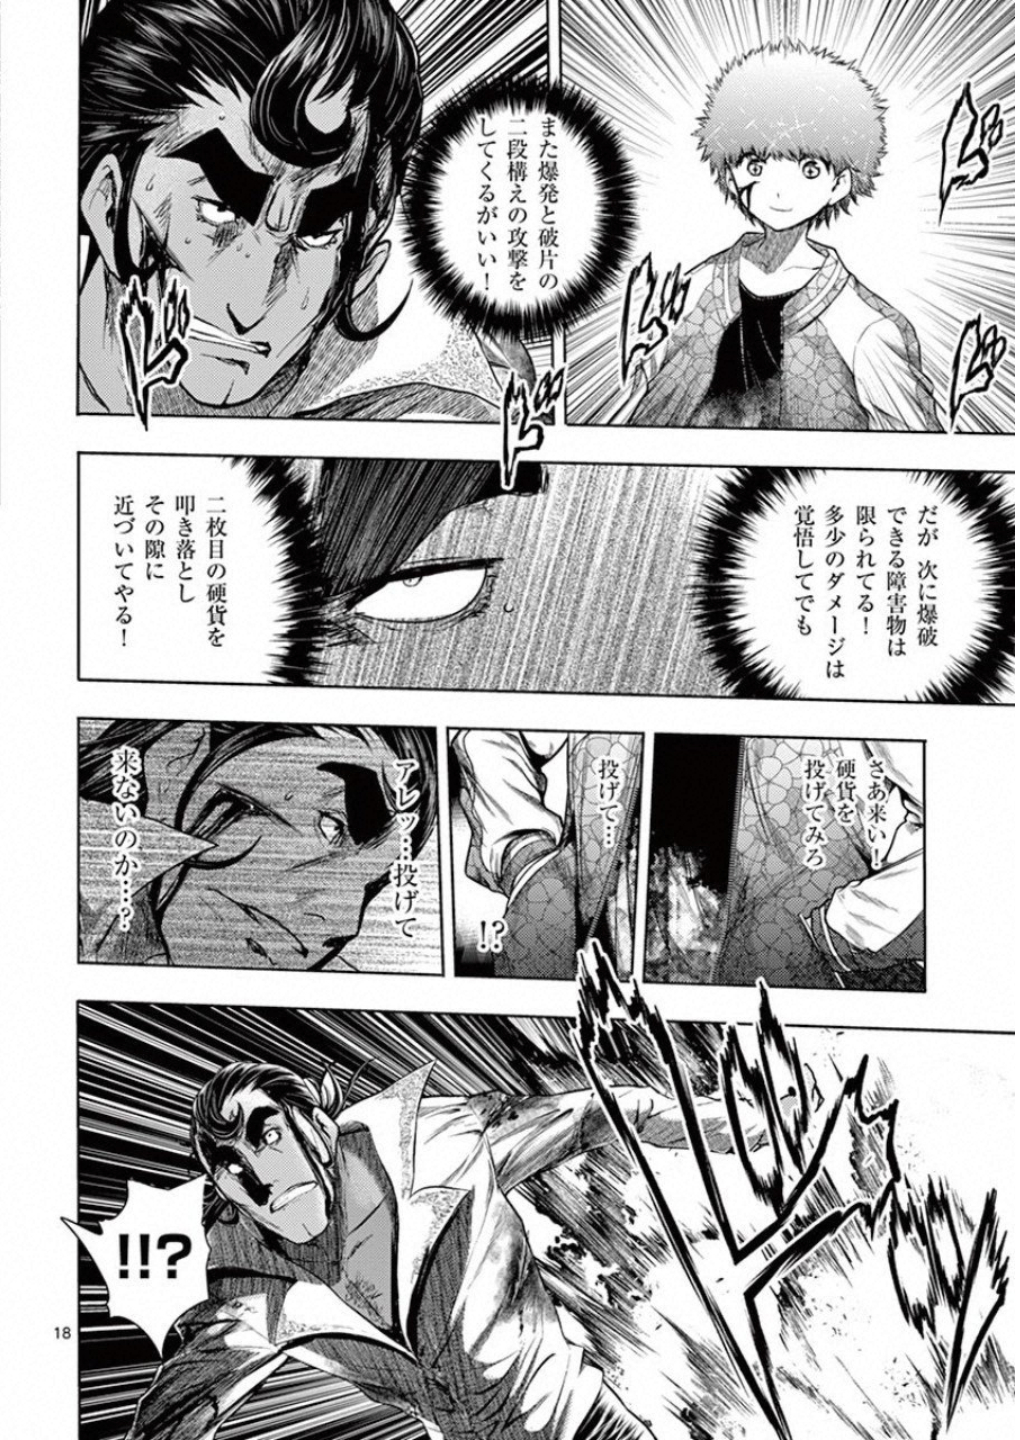 また爆発と破片の
二段構えの攻撃を
してくるがいい！
だが 次に爆破
できる障害物は
限られてる！
多少のダメージは
覚悟してでも
二枚目の硬貨を
叩き落とし
その隙に
近づいてやる！
さあ来い！
硬貨を
投げてみろ
投げて…
!?
アレッ…投げて
来ないのか…？
!!?
18